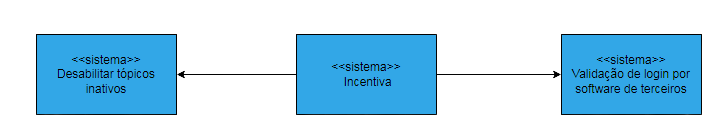 <<sistema>>
Desabilitar tópicos
inativos
<<sistema>>
Incentiva
<<sistema>>
Validação de login por
software de terceiros